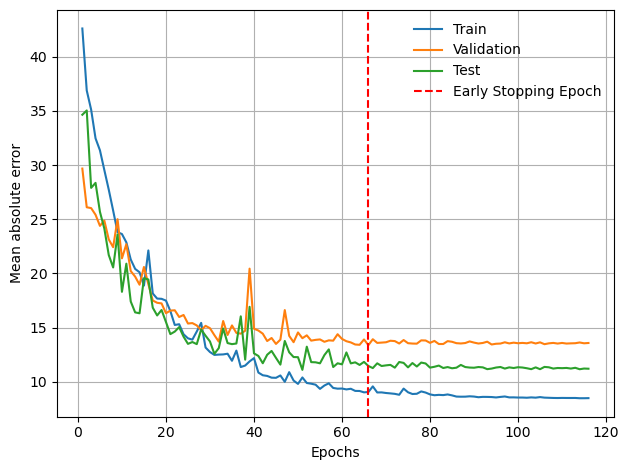 Train
Validation
Test
Early Stopping Epoch
40
35
30
25
20
15
10
Mean absolute error
0 20 40 60 80 100 120
Epochs